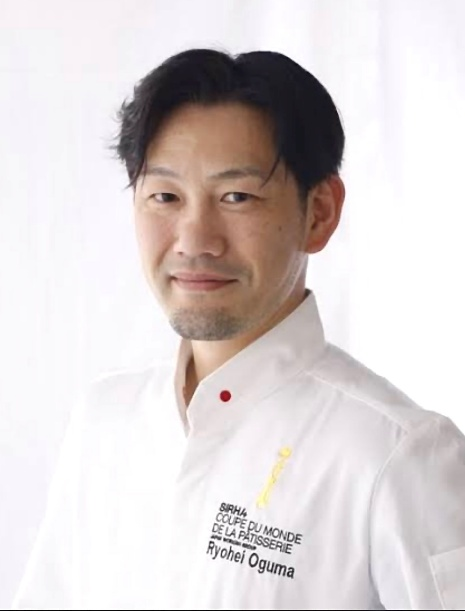 SIRHA
COUPE DU MONDE
DE LA PÂTISSERIE
Ryohei Oguma